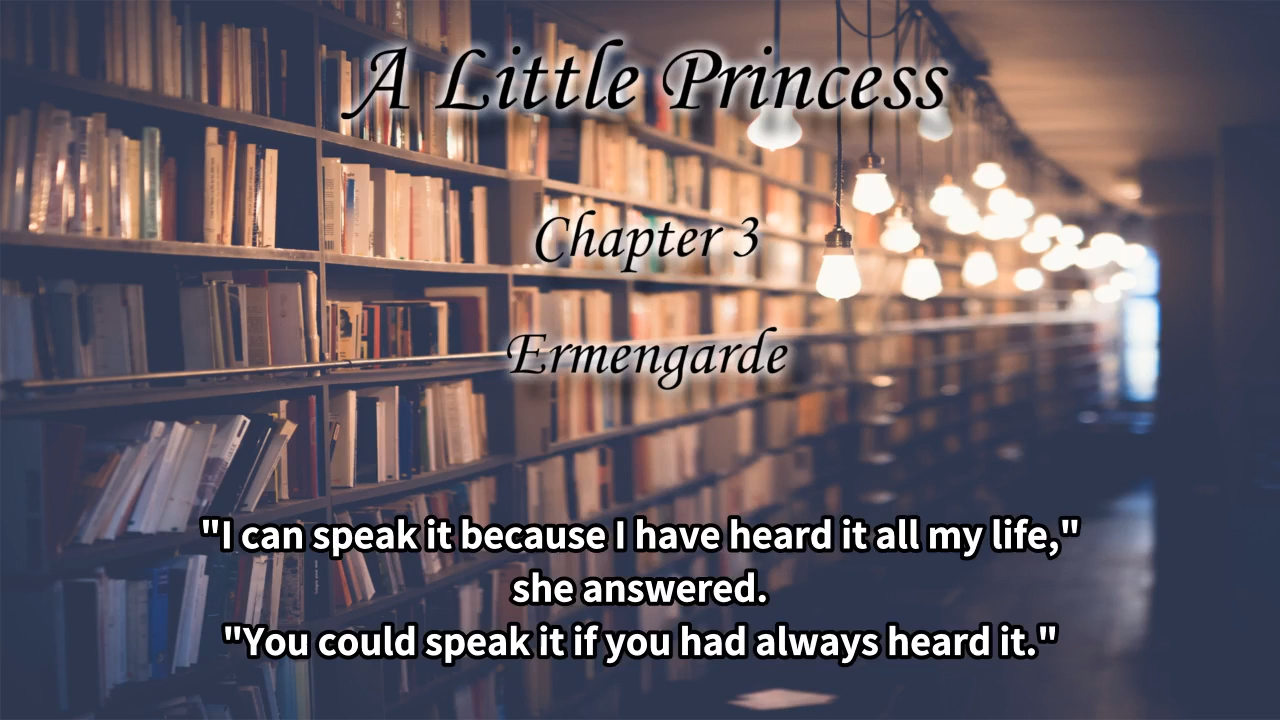 A Little Princess
Chapter 3
Ermengarde
"I can speak it because I have heard it all my life,"
she answered.
"You could speak it if you had always heard it."